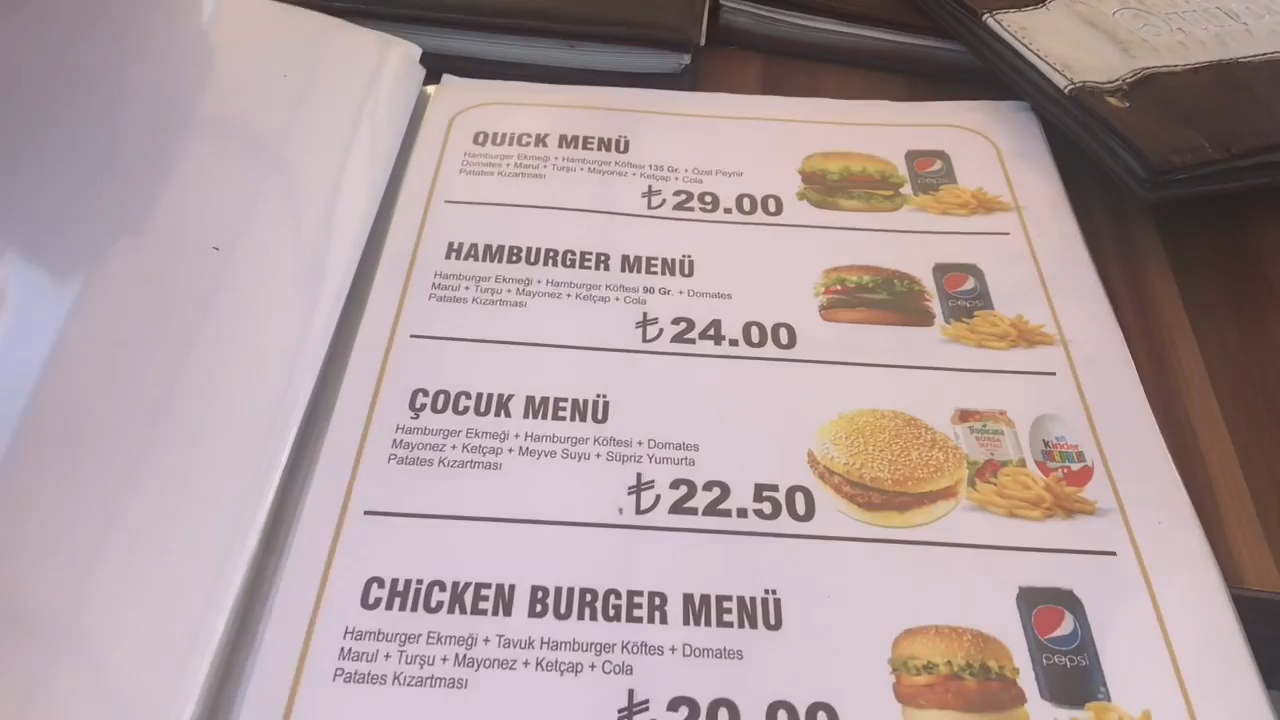 QUiCK MENÜ
Hamburger Ekmeği + Hamburger Köftesi 135 Gr. + Özel Peynir
Domates + Marul + Turşu + Mayonez + Ketçap + Cola
Patates Kızartması
₺29.00
pepsi
HAMBURGER MENÜ
Hamburger Ekmeği + Hamburger Köftesi 90 Gr. + Domates
Marul + Turşu + Mayonez + Ketçap + Cola
Patates Kızartması
₺24.00
pepsi
ÇOCUK MENÜ
Hamburger Ekmeği + Hamburger Köftesi + Domates
Mayonez + Ketçap + Meyve Suyu + Süpriz Yumurta
Patates Kızartması
₺22.50
Tropicana
BURSA
Kinder
CHiCKEN BURGER MENÜ
Hamburger Ekmeği + Tavuk Hamburger Köftes + Domates
Marul + Turşu + Mayonez + Ketçap + Cola
Patates Kızartması
pepsi